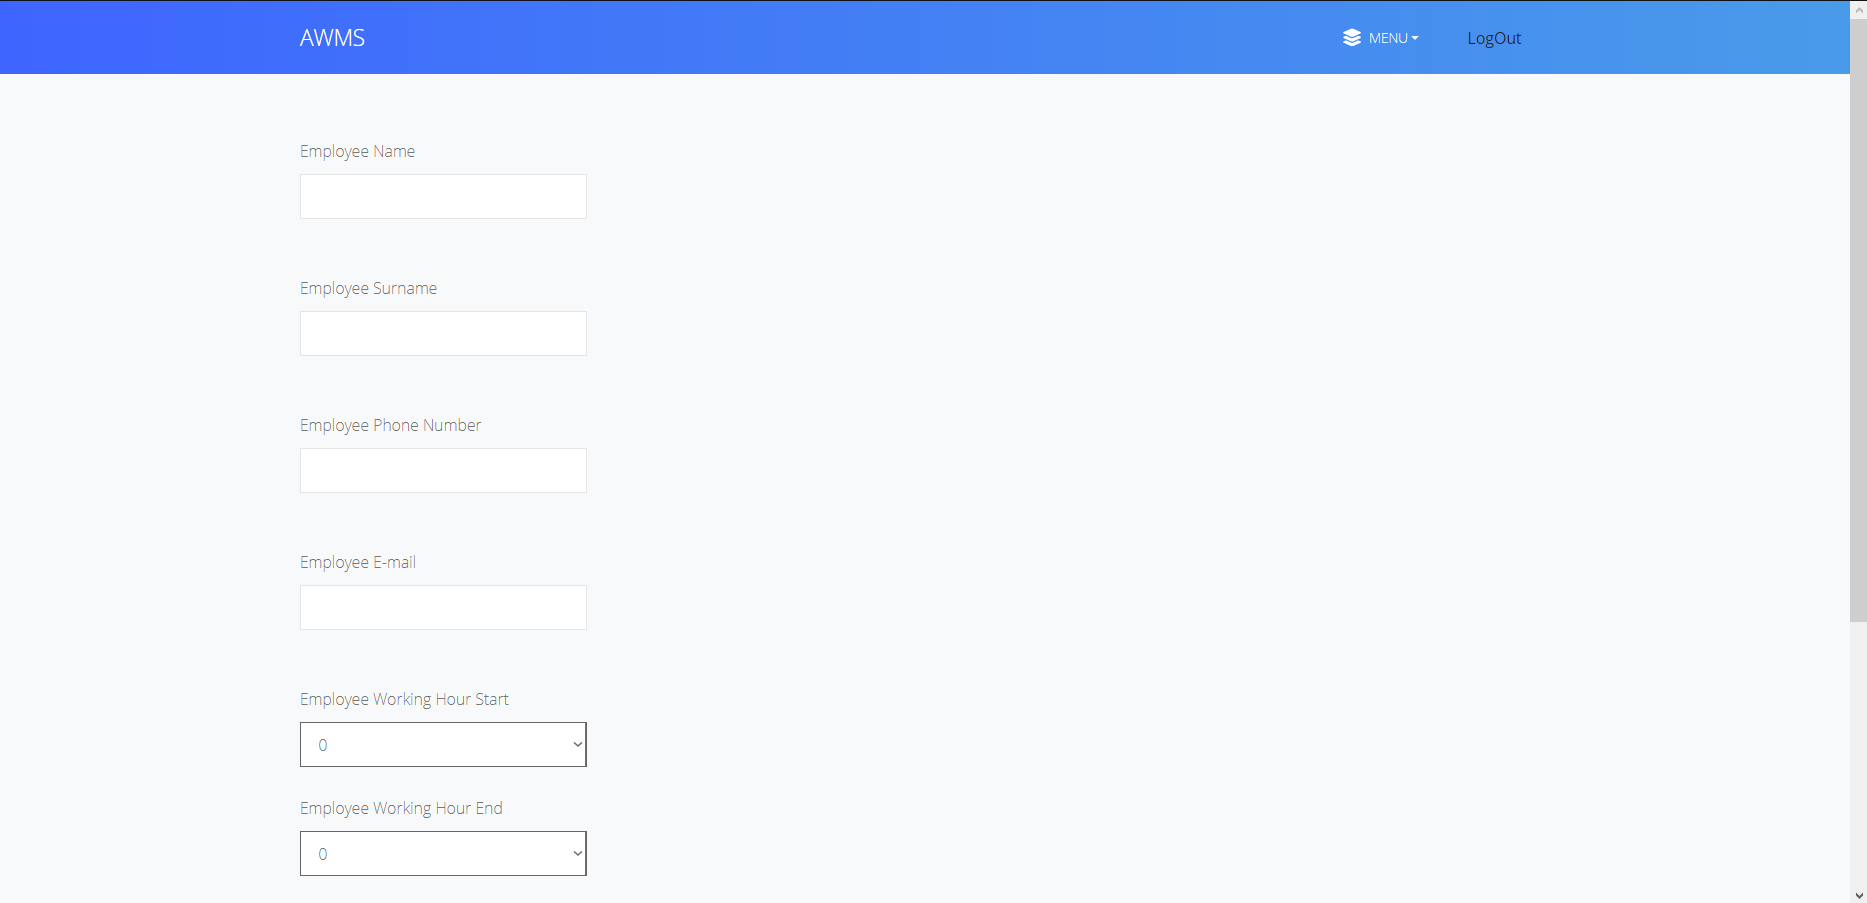 AWMS
MENU
LogOut
Employee Name
Employee Surname
Employee Phone Number
Employee E-mail
Employee Working Hour Start
0
Employee Working Hour End
0